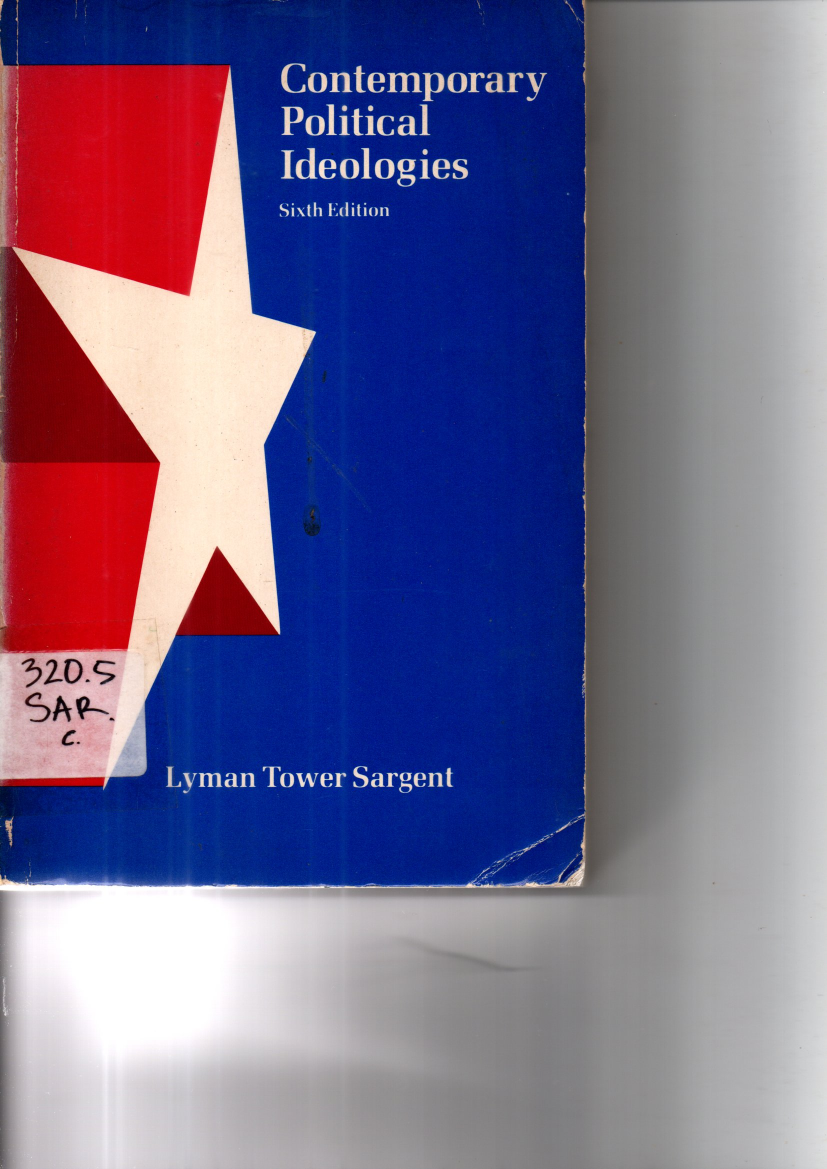 Contemporary
Political
Ideologies
Sixth Edition
320.5
SAR.
c.
Lyman Tower Sargent